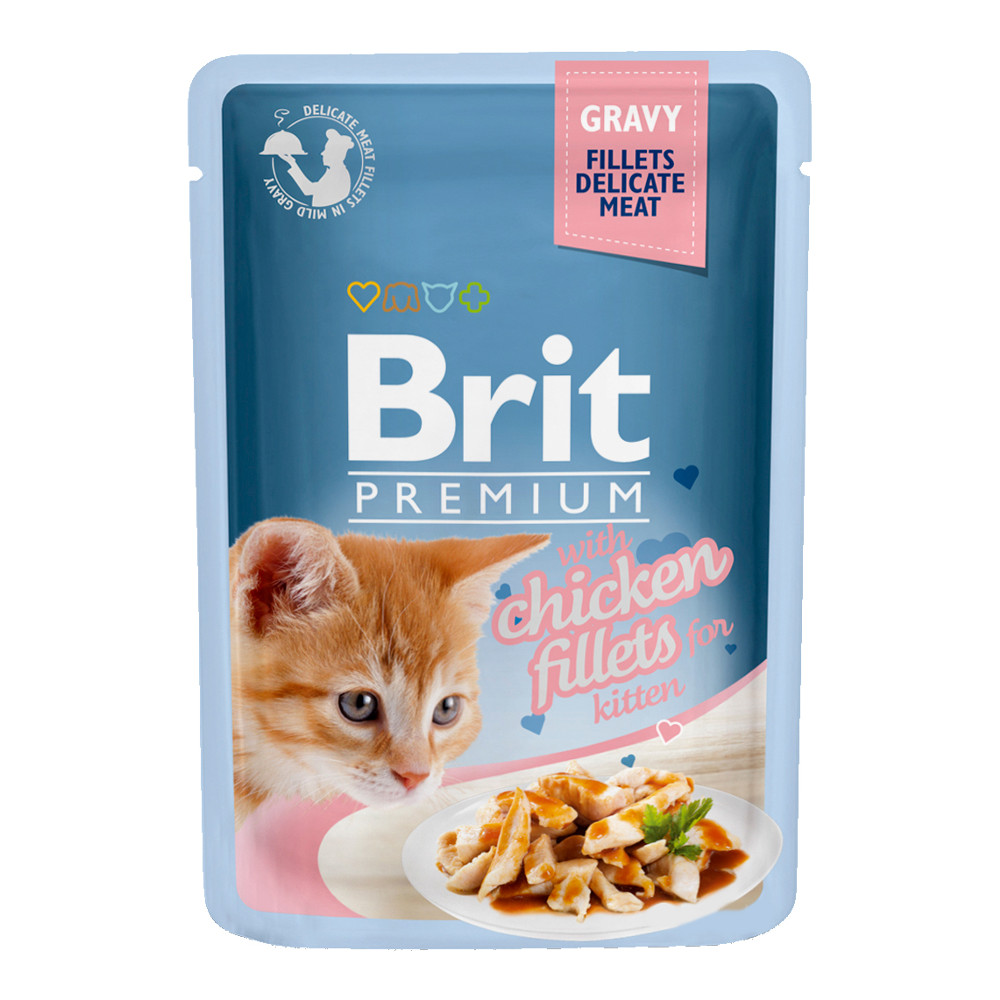 DELICATE MEAT FILLETS IN MILD GRAVY
GRAVY
FILLETS
DELICATE
MEAT
Brit
PREMIUM
with
chicken
fillets for
kitten